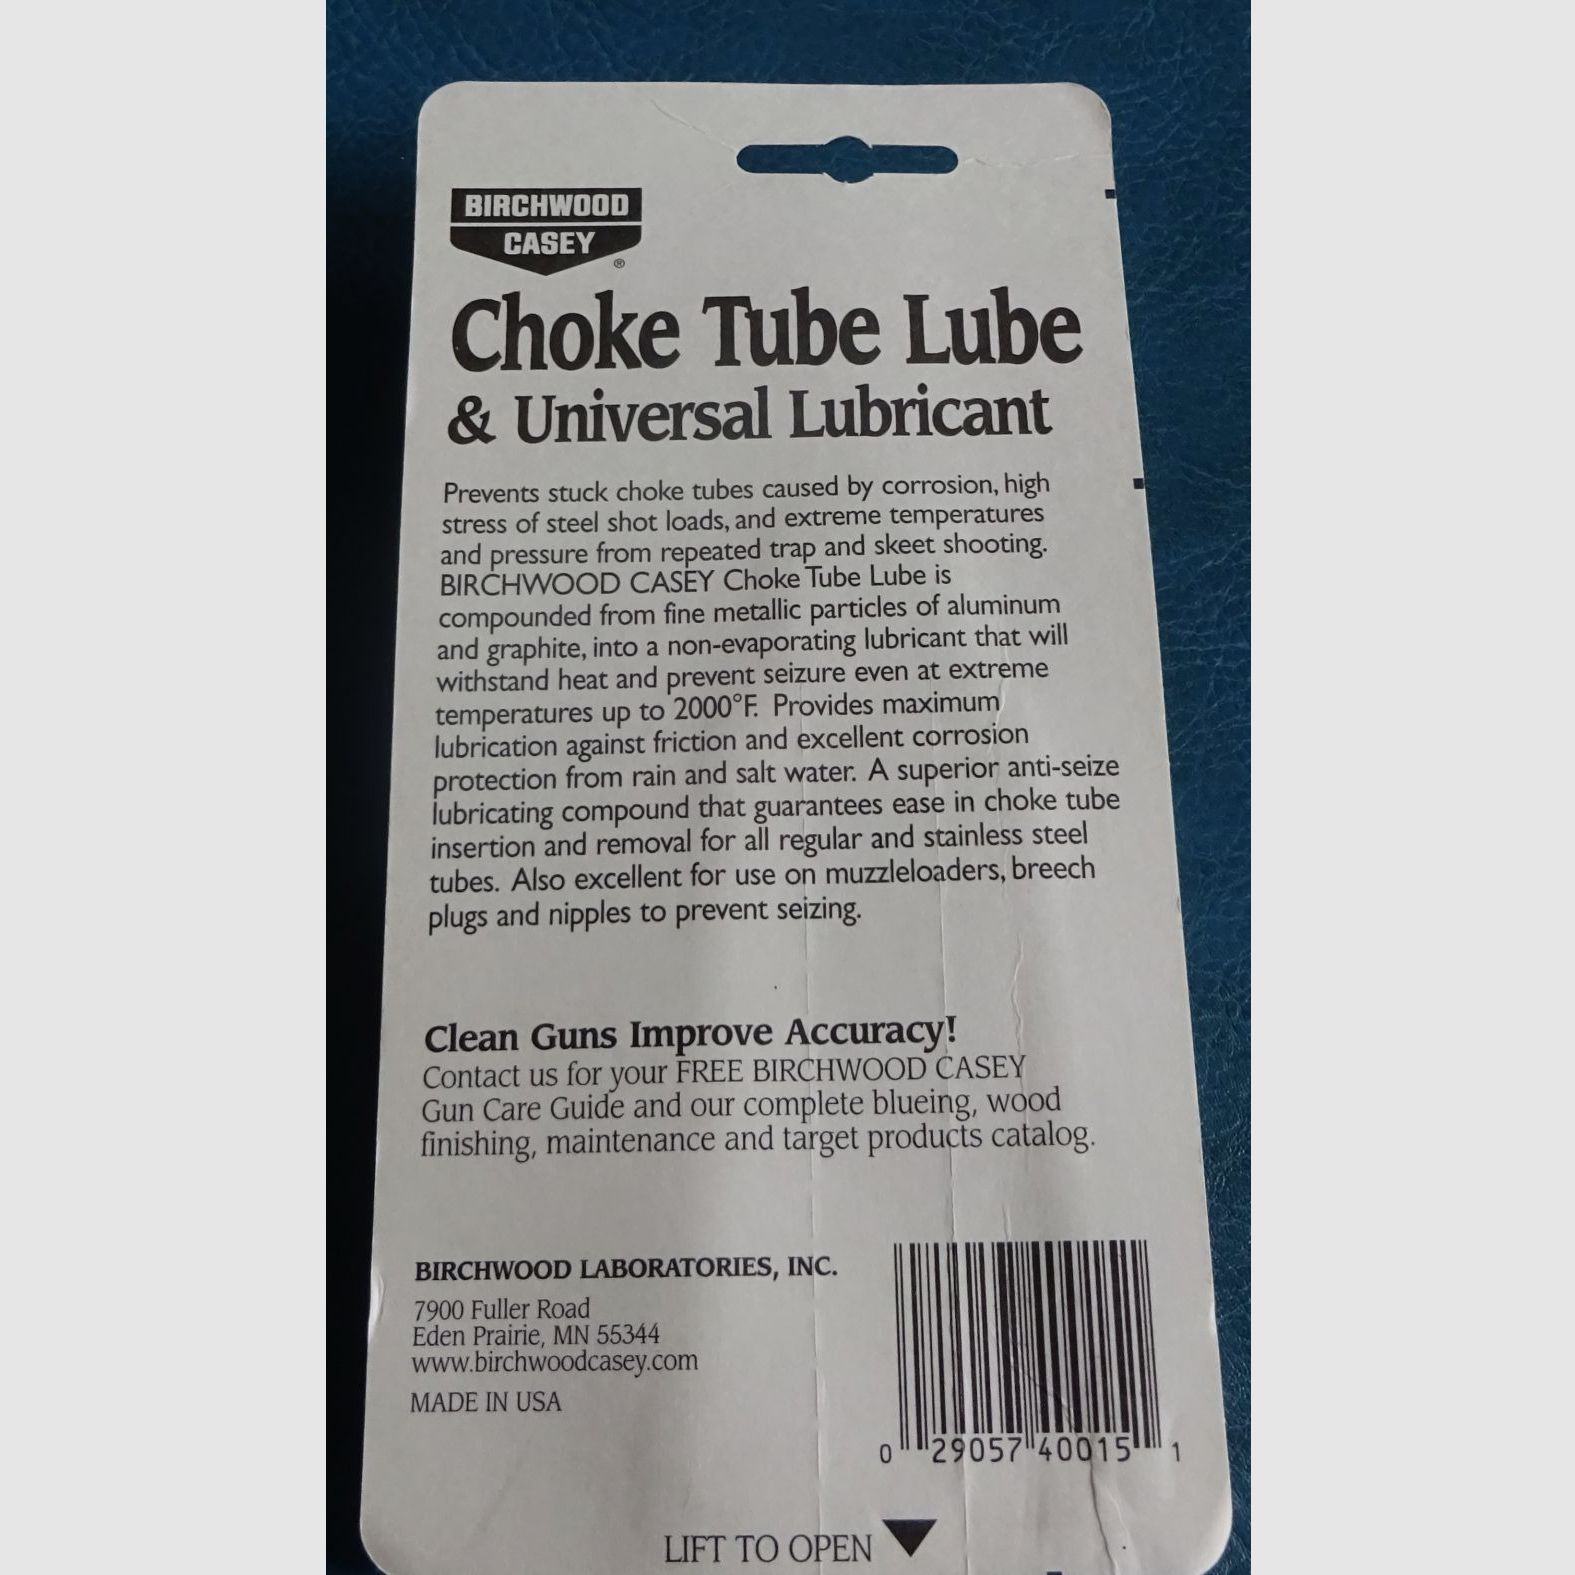 BIRCHWOOD
CASEY
®
Choke Tube Lube
& Universal Lubricant
Prevents stuck choke tubes caused by corrosion, high
stress of steel shot loads, and extreme temperatures
and pressure from repeated trap and skeet shooting.
BIRCHWOOD CASEY Choke Tube Lube is
compounded from fine metallic particles of aluminum
and graphite, into a non-evaporating lubricant that will
withstand heat and prevent seizure even at extreme
temperatures up to 2000°F. Provides maximum
lubrication against friction and excellent corrosion
protection from rain and salt water. A superior anti-seize
lubricating compound that guarantees ease in choke tube
insertion and removal for all regular and stainless steel
tubes. Also excellent for use on muzzleloaders, breech
plugs and nipples to prevent seizing.
Clean Guns Improve Accuracy!
Contact us for your FREE BIRCHWOOD CASEY
Gun Care Guide and our complete blueing, wood
finishing, maintenance and target products catalog.
BIRCHWOOD LABORATORIES, INC.
7900 Fuller Road
Eden Prairie, MN 55344
www.birchwoodcasey.com
MADE IN USA
0 29057 40015 1
LIFT TO OPEN